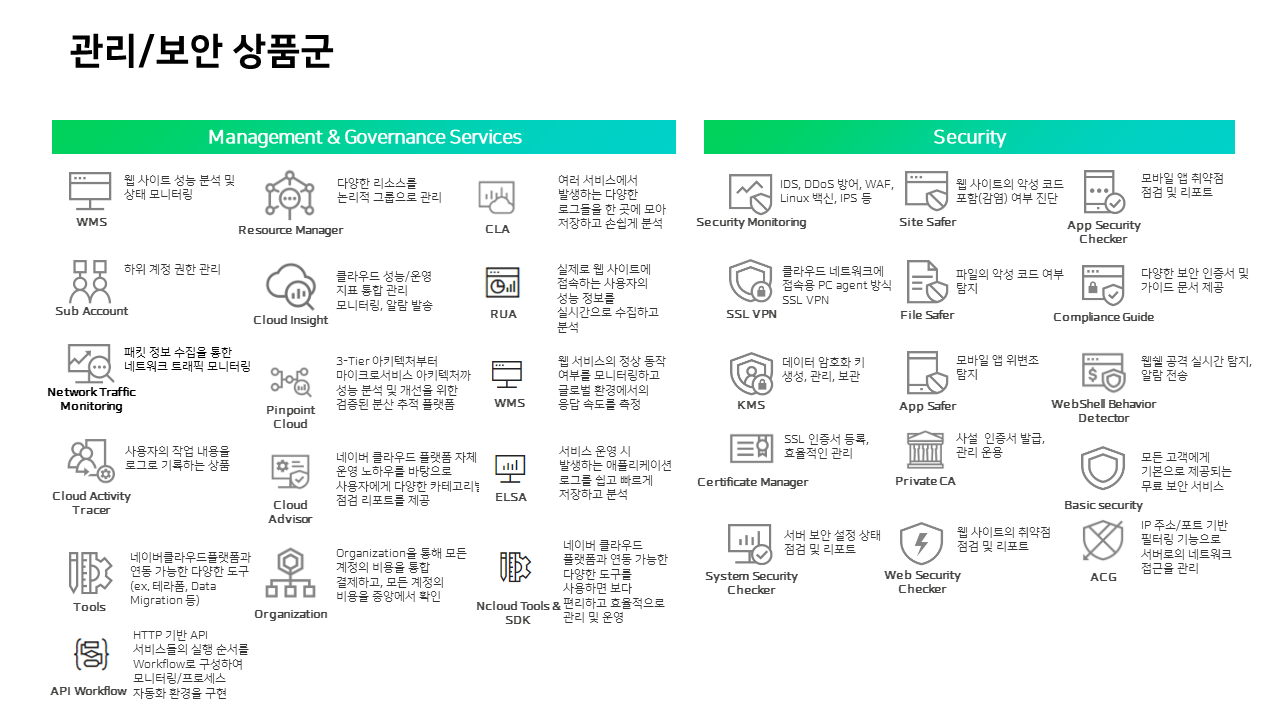 관리/보안 상품군
Management & Governance Services
웹 사이트 성능 분석 및
상태 모니터링
WMS
다양한 리소스를
논리적 그룹으로 관리
Resource Manager
여러 서비스에서
발생하는 다양한
로그들을 한 곳에 모아
저장하고 손쉽게 분석
CLA
하위 계정 권한 관리
Sub Account
클라우드 성능/운영
지표 통합 관리
모니터링, 알람 발송
Cloud Insight
실제로 웹 사이트에
접속하는 사용자의
성능 정보를
실시간으로 수집하고
분석
RUA
패킷 정보 수집을 통한
네트워크 트래픽 모니터링
Network Traffic
Monitoring
3-Tier 아키텍처부터
마이크로서비스 아키텍처까
성능 분석 및 개선을 위한
검증된 분산 추적 플랫폼
Pinpoint
Cloud
웹 서비스의 정상 동작
여부를 모니터링하고
글로벌 환경에서의
응답 속도를 측정
WMS
사용자의 작업 내용을
로그로 기록하는 상품
Cloud Activity
Tracer
네이버 클라우드 플랫폼 자체
운영 노하우를 바탕으로
사용자에게 다양한 카테고리별
점검 리포트를 제공
Cloud
Advisor
서비스 운영 시
발생하는 애플리케이션
로그를 쉽고 빠르게
저장하고 분석
ELSA
네이버클라우드플랫폼과
연동 가능한 다양한 도구
(ex. 테라폼, Data
Migration 등)
Tools
Organization을 통해 모든
계정의 비용을 통합
결제하고, 모든 계정의
비용을 중앙에서 확인
Organization
네이버 클라우드
플랫폼과 연동 가능한
다양한 도구를
사용하면 보다
편리하고 효율적으로
관리 및 운영
Ncloud Tools &
SDK
HTTP 기반 API
서비스들의 실행 순서를
Workflow로 구성하여
모니터링/프로세스
자동화 환경을 구현
API Workflow
Security
IDS, DDoS 방어, WAF,
Linux 백신, IPS 등
Security Monitoring
웹 사이트의 악성 코드
포함(감염) 여부 진단
Site Safer
모바일 앱 취약점
점검 및 리포트
App Security
Checker
클라우드 네트워크에
접속용 PC agent 방식
SSL VPN
SSL VPN
파일의 악성 코드 여부
탐지
File Safer
다양한 보안 인증서 및
가이드 문서 제공
Compliance Guide
데이터 암호화 키
생성, 관리, 보관
KMS
모바일 앱 위변조
탐지
App Safer
웹쉘 공격 실시간 탐지,
알람 전송
WebShell Behavior
Detector
SSL 인증서 등록,
효율적인 관리
Certificate Manager
사설 인증서 발급,
관리 운용
Private CA
모든 고객에게
기본으로 제공되는
무료 보안 서비스
Basic security
서버 보안 설정 상태
점검 및 리포트
System Security
Checker
웹 사이트의 취약점
점검 및 리포트
Web Security
Checker
IP 주소/포트 기반
필터링 기능으로
서버로의 네트워크
접근을 관리
ACG